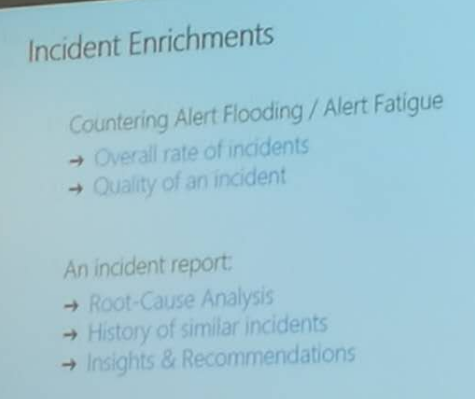 Incident Enrichments
Countering Alert Flooding / Alert Fatigue
→ Overall rate of incidents
→ Quality of an incident
An incident report:
→ Root-Cause Analysis
→ History of similar incidents
→ Insights & Recommendations